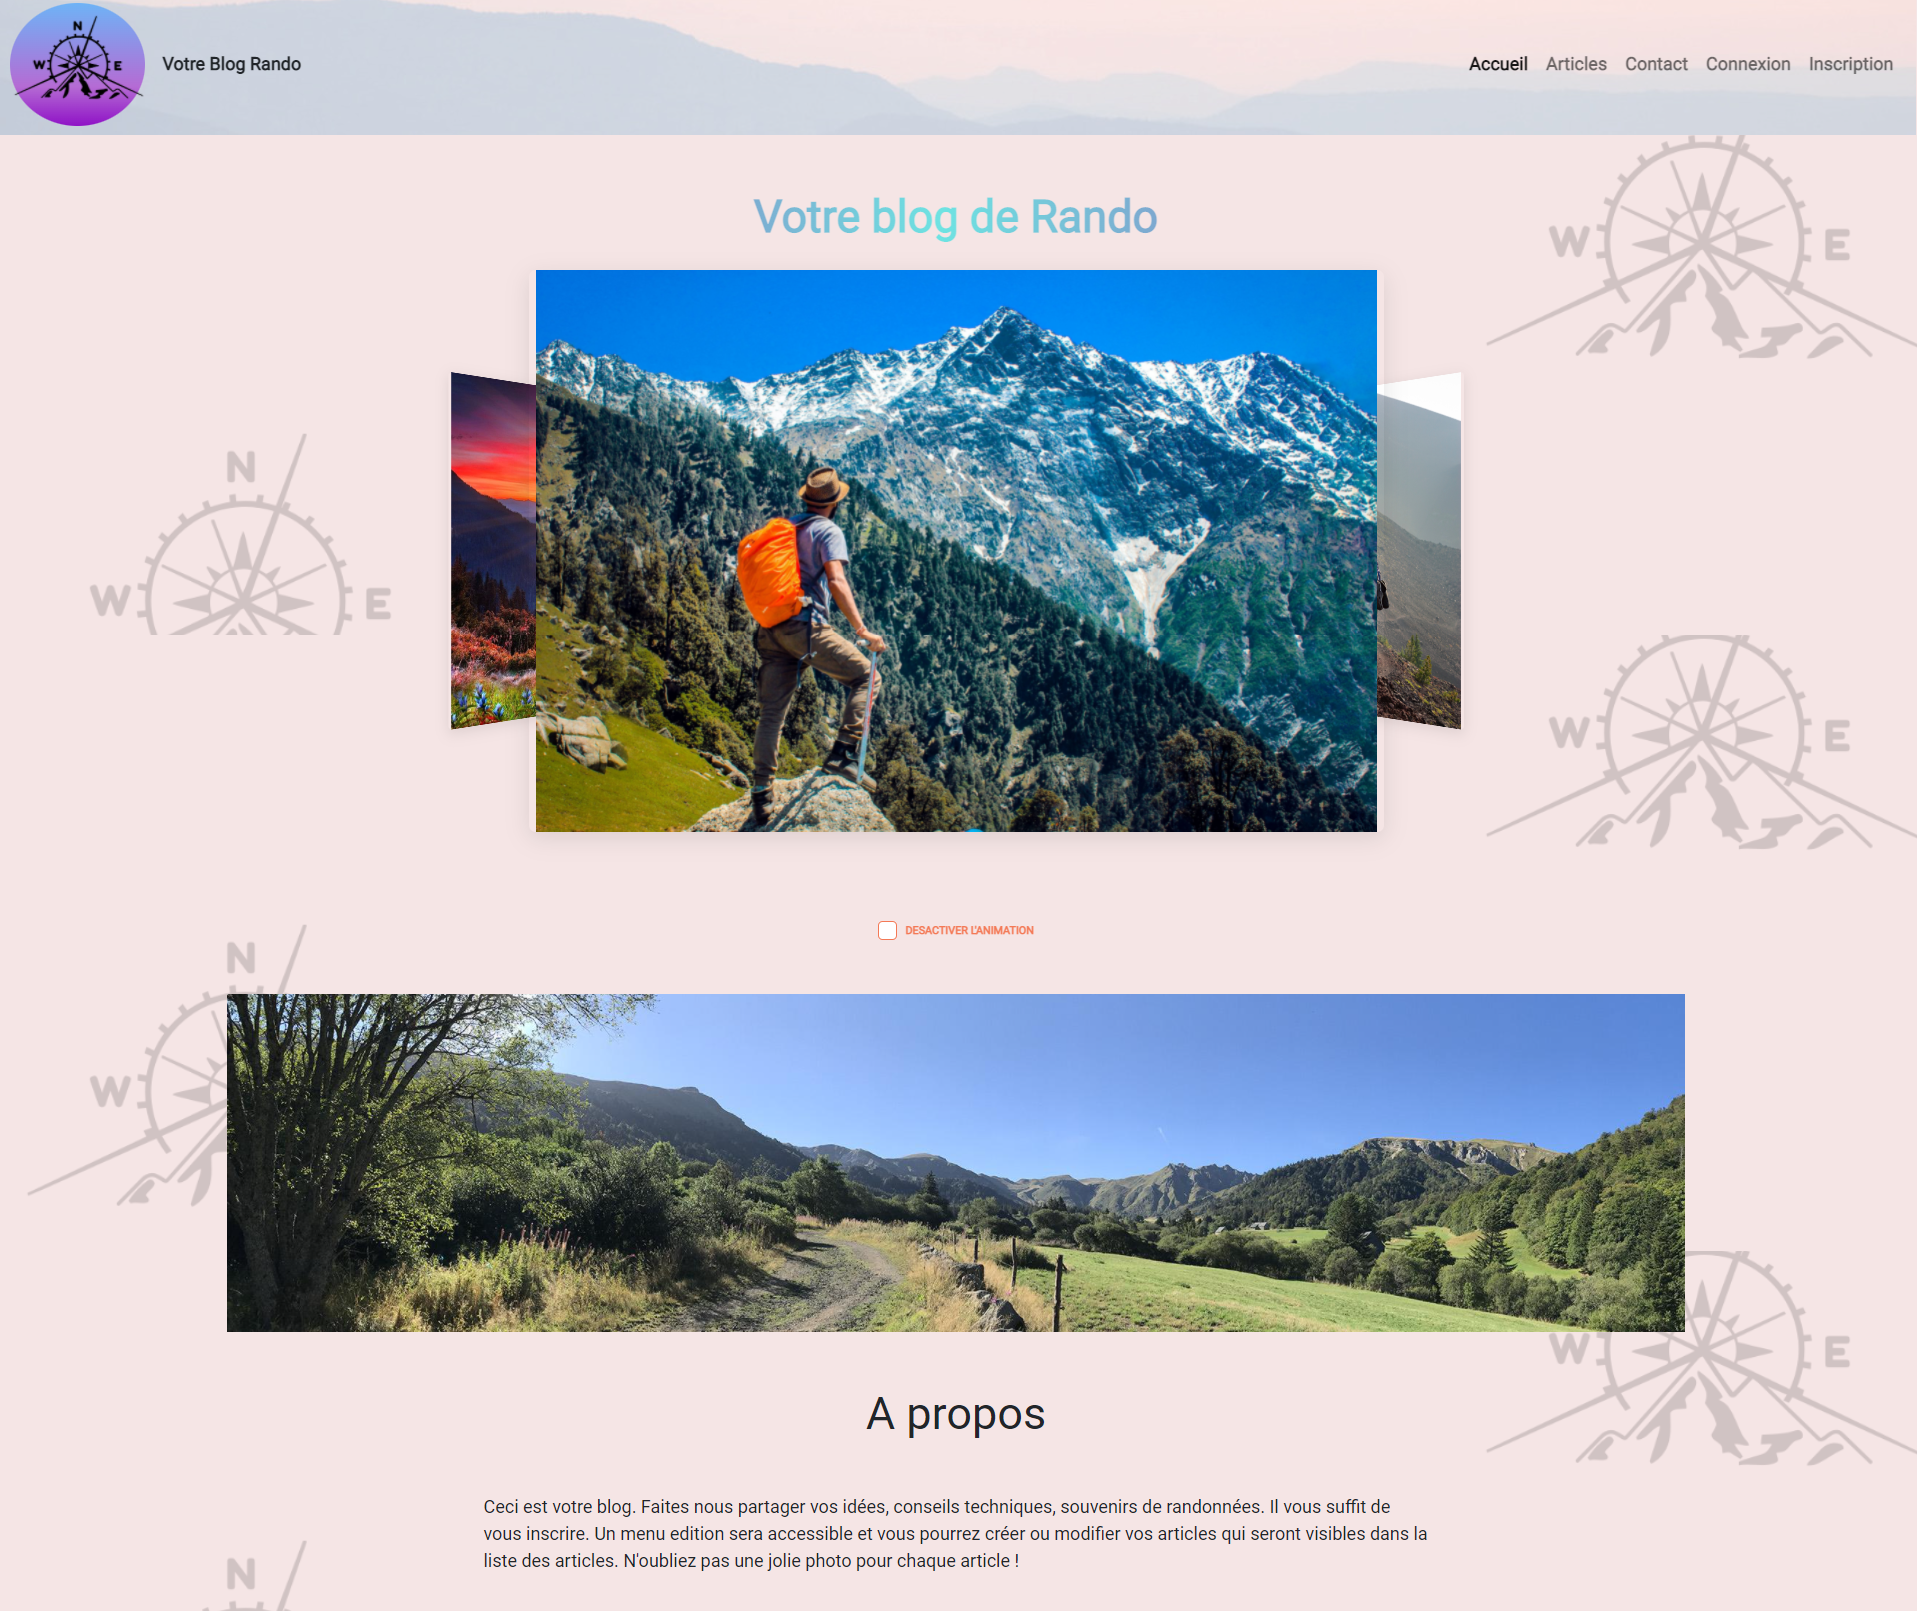 N
W E
Votre Blog Rando
Accueil Articles Contact Connexion Inscription
Votre blog de Rando
W E
N
W E
W E
DESACTIVER L'ANIMATION
N
W
W E
A propos
Ceci est votre blog. Faites nous partager vos idées, conseils techniques, souvenirs de randonnées. Il vous suffit de
vous inscrire. Un menu edition sera accessible et vous pourrez créer ou modifier vos articles qui seront visibles dans la
liste des articles. N'oubliez pas une jolie photo pour chaque article !
N